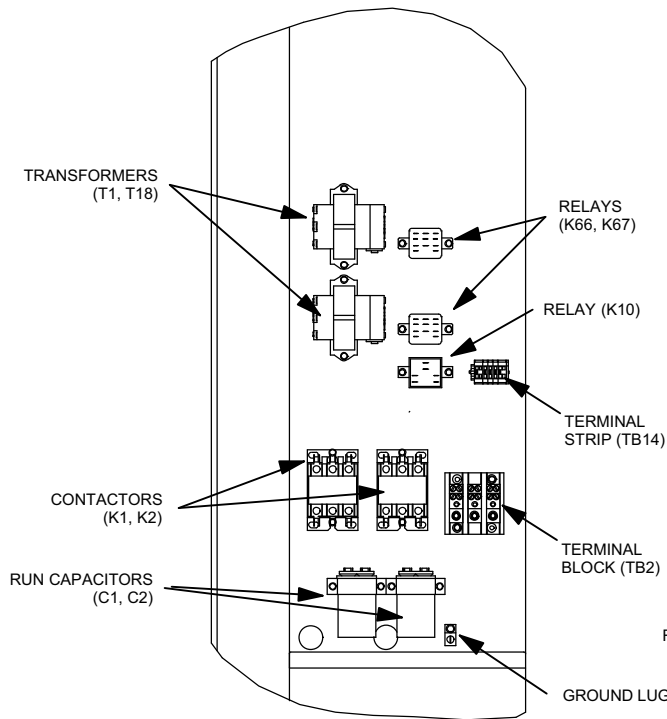 TRANSFORMERS
(T1, T18)
RELAYS
(K66, K67)
RELAY (K10)
TERMINAL
STRIP (TB14)
CONTACTORS
(K1, K2)
TERMINAL
BLOCK (TB2)
RUN CAPACITORS
(C1, C2)
GROUND LUG